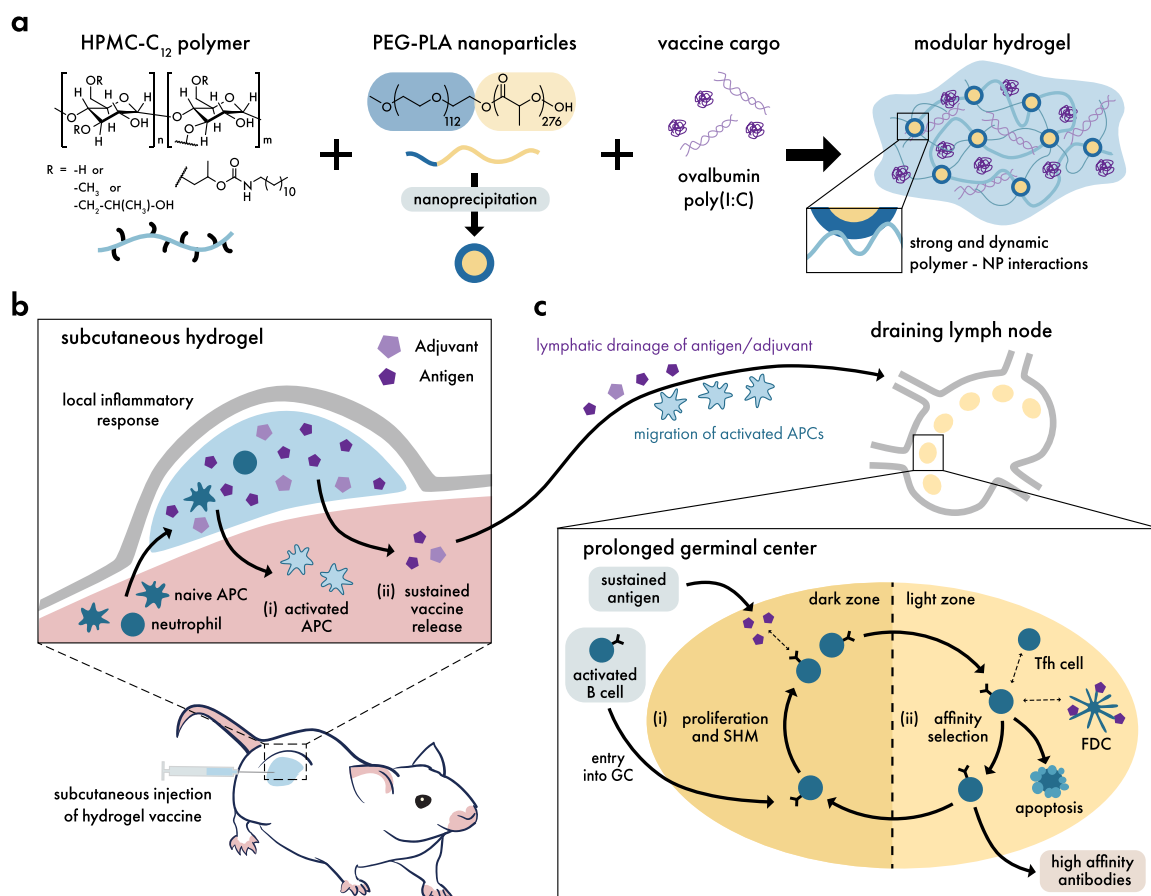 a
HPMC-C12 polymer
PEG-PLA nanoparticles
vaccine cargo
modular hydrogel
OR
H
H
O
HO
OH
H
H
RO
H
O
n
OR
H
H
O
HO
OH
H
H
H
O
m
R = -H or
-CH3 or
-CH2-CH(CH3)-OH
O
O
N
H
10
O
112
O
O
OH
276
nanoprecipitation
ovalbumin
poly(I:C)
strong and dynamic
polymer - NP interactions
b
subcutaneous hydrogel
Adjuvant
Antigen
local inflammatory
response
naive APC
neutrophil
(i) activated
APC
(ii) sustained
vaccine
release
subcutaneous injection
of hydrogel vaccine
c
draining lymph node
lymphatic drainage of antigen/adjuvant
migration of activated APCs
prolonged germinal center
sustained
antigen
dark zone
light zone
activated
B cell
Tfh cell
(i) proliferation
and SHM
(ii) affinity
selection
FDC
entry
into GC
apoptosis
high affinity
antibodies